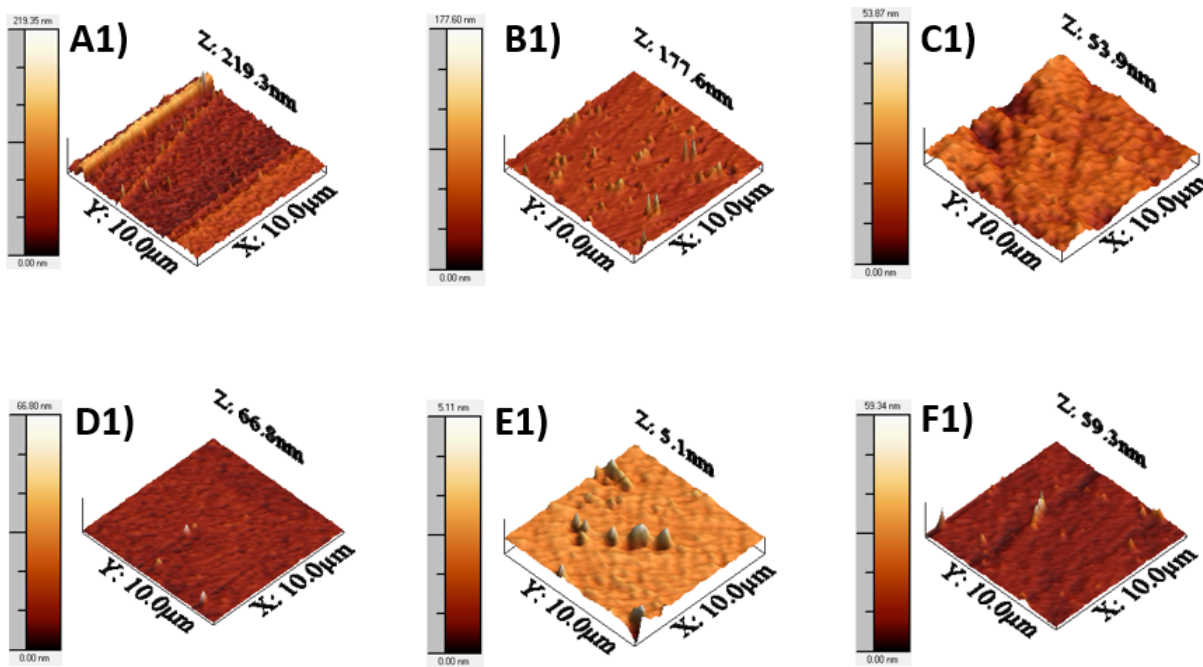 219.35 nm
A1)
Z: 219.3nm
Y: 10.0µm
X: 10.0µm
0.00 nm
177.60 nm
B1)
Z: 177.6nm
Y: 10.0µm
X: 10.0µm
0.00 nm
53.87 nm
C1)
Z: 53.9nm
Y: 10.0µm
X: 10.0µm
0.00 nm
66.80 nm
D1)
Z: 66.8nm
Y: 10.0µm
X: 10.0µm
0.00 nm
5.11 nm
E1)
Z: 5.1nm
Y: 10.0µm
X: 10.0µm
0.00 nm
59.34 nm
F1)
Z: 59.3nm
Y: 10.0µm
X: 10.0µm
0.00 nm